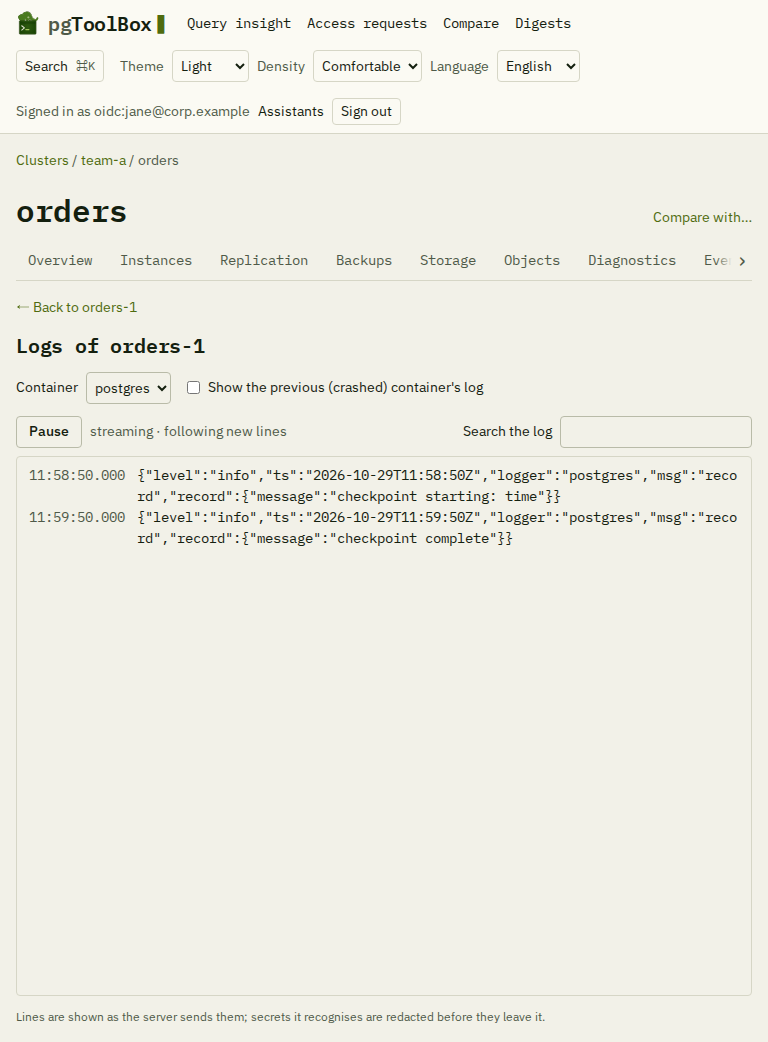 pgToolBox
Query insight Access requests Compare Digests
Search ⌘K Theme Light Density Comfortable Language English
Signed in as oidc:jane@corp.example Assistants Sign out
Clusters / team-a / orders
orders
Compare with...
Overview Instances Replication Backups Storage Objects Diagnostics
← Back to orders-1
Logs of orders-1
Container postgres Show the previous (crashed) container's log
Pause streaming · following new lines Search the log
11:58:50.000 {"level":"info","ts":"2026-10-29T11:58:50Z","logger":"postgres","msg":"reco
rd","record":{"message":"checkpoint starting: time"}}
11:59:50.000 {"level":"info","ts":"2026-10-29T11:59:50Z","logger":"postgres","msg":"reco
rd","record":{"message":"checkpoint complete"}}
Lines are shown as the server sends them; secrets it recognises are redacted before they leave it.